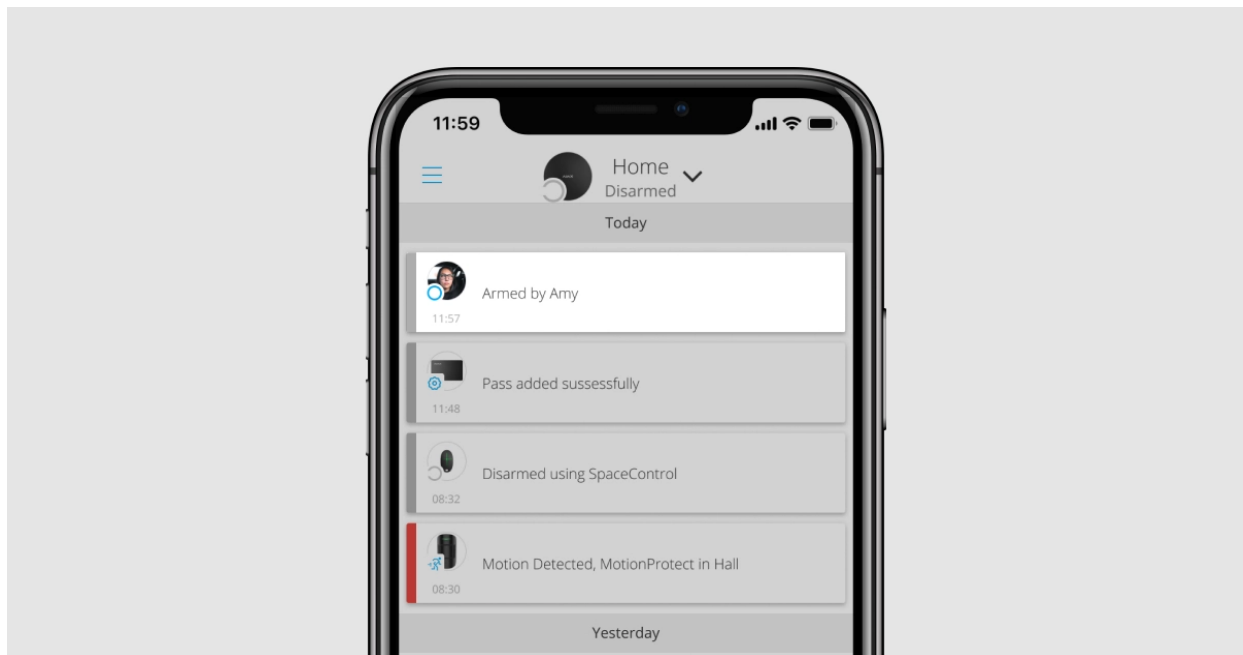 11:59
Home
Disarmed
Today
Armed by Amy
11:57
Pass added sussessfully
11:48
Disarmed using SpaceControl
08:32
Motion Detected, MotionProtect in Hall
08:30
Yesterday